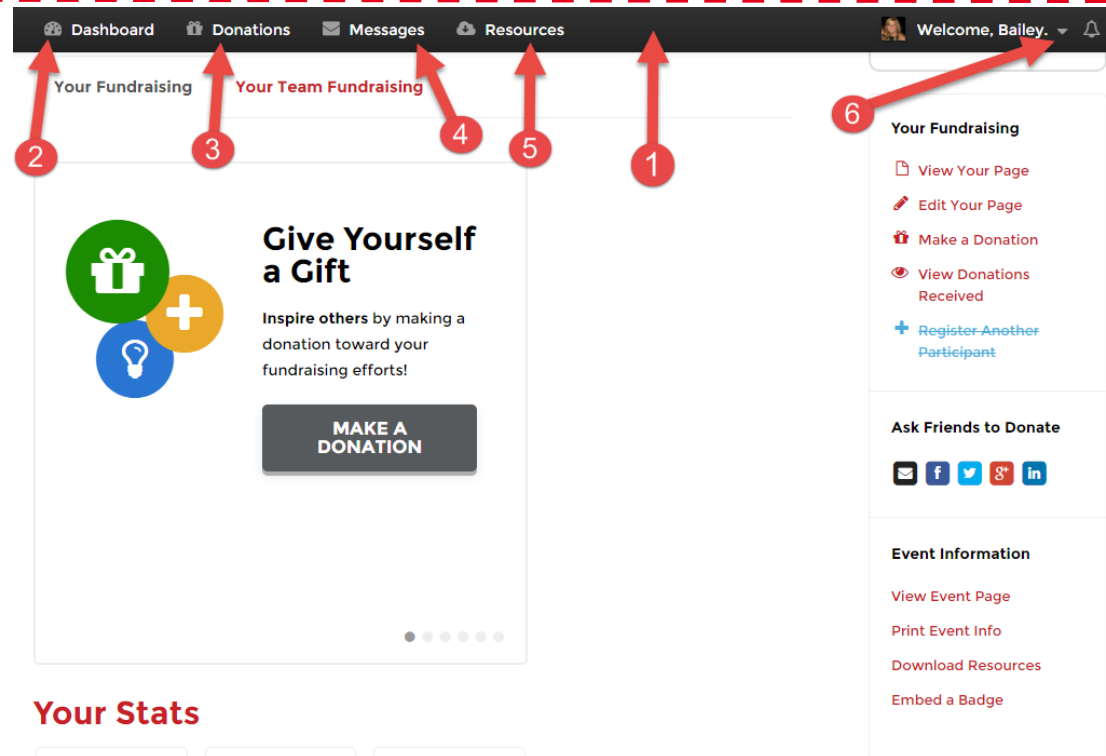 Dashboard Donations Messages Resources Welcome, Bailey.
Your Fundraising Your Team Fundraising
2
3
4
5
1
6
Give Yourself
a Gift
Inspire others by making a
donation toward your
fundraising efforts!
MAKE A
DONATION
Your Stats
Your Fundraising
View Your Page
Edit Your Page
Make a Donation
View Donations
Received
Register Another
Participant
Ask Friends to Donate
f g+ in
Event Information
View Event Page
Print Event Info
Download Resources
Embed a Badge